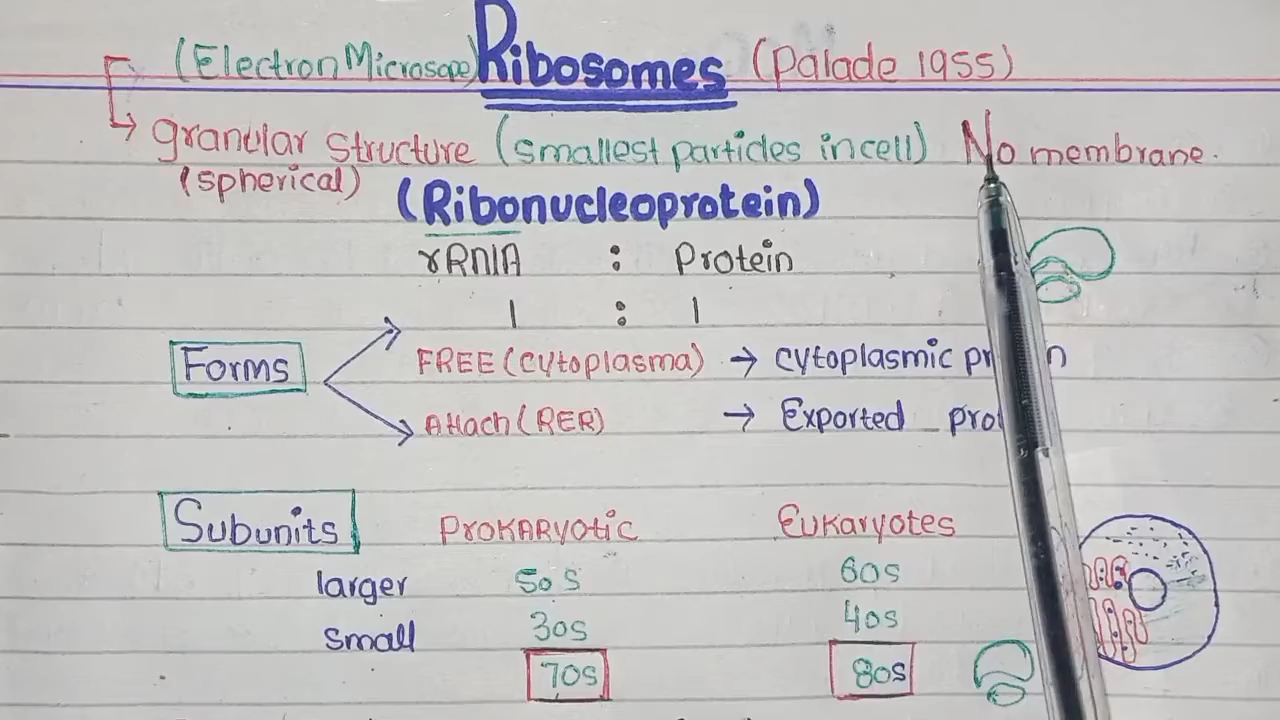 (Electron Microsope) Ribosomes (Palade 1955)
granular structure (smallest particles in cell) No membrane.
(spherical)
(Ribonucleoprotein)
rRNA : Protein
1 : 1
Forms
FREE (cytoplasma) → cytoplasmic
Attach (RER) → Exported
Subunits Prokaryotic Eukaryotes
larger 50s 60s
small 30s 40s
70s 80s